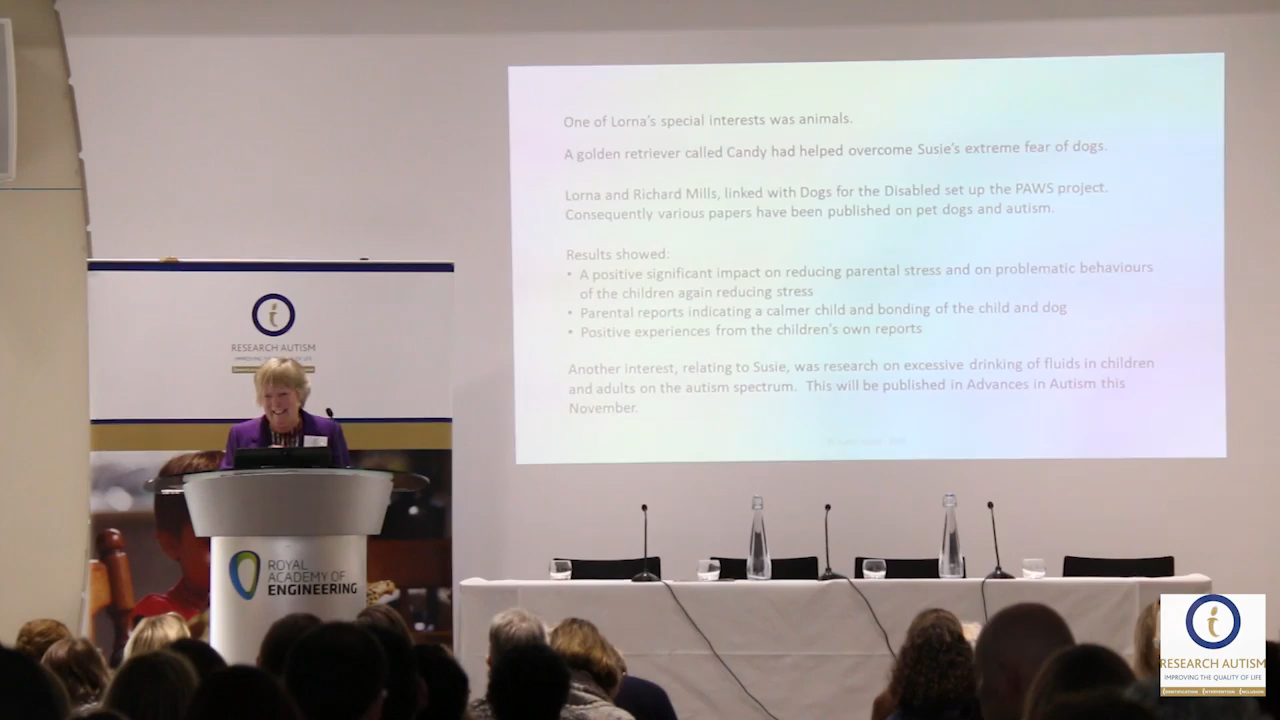 One of Lorna's special interests was animals.
A golden retriever called Candy had helped overcome Susie's extreme fear of dogs.
Lorna and Richard Mills, linked with Dogs for the Disabled set up the PAWS project.
Consequently various papers have been published on pet dogs and autism.
Results showed:
• A positive significant impact on reducing parental stress and on problematic behaviours
of the children again reducing stress
• Parental reports indicating a calmer child and bonding of the child and dog
• Positive experiences from the children's own reports
Another interest, relating to Susie, was research on excessive drinking of fluids in children
and adults on the autism spectrum. This will be published in Advances in Autism this
November.
RESEARCH AUTISM
IMPROVING THE QUALITY OF LIFE
ROYAL
ACADEMY OF
ENGINEERING
RESEARCH AUTISM
IMPROVING THE QUALITY OF LIFE
IDENTIFICATION INTERVENTION INCLUSION